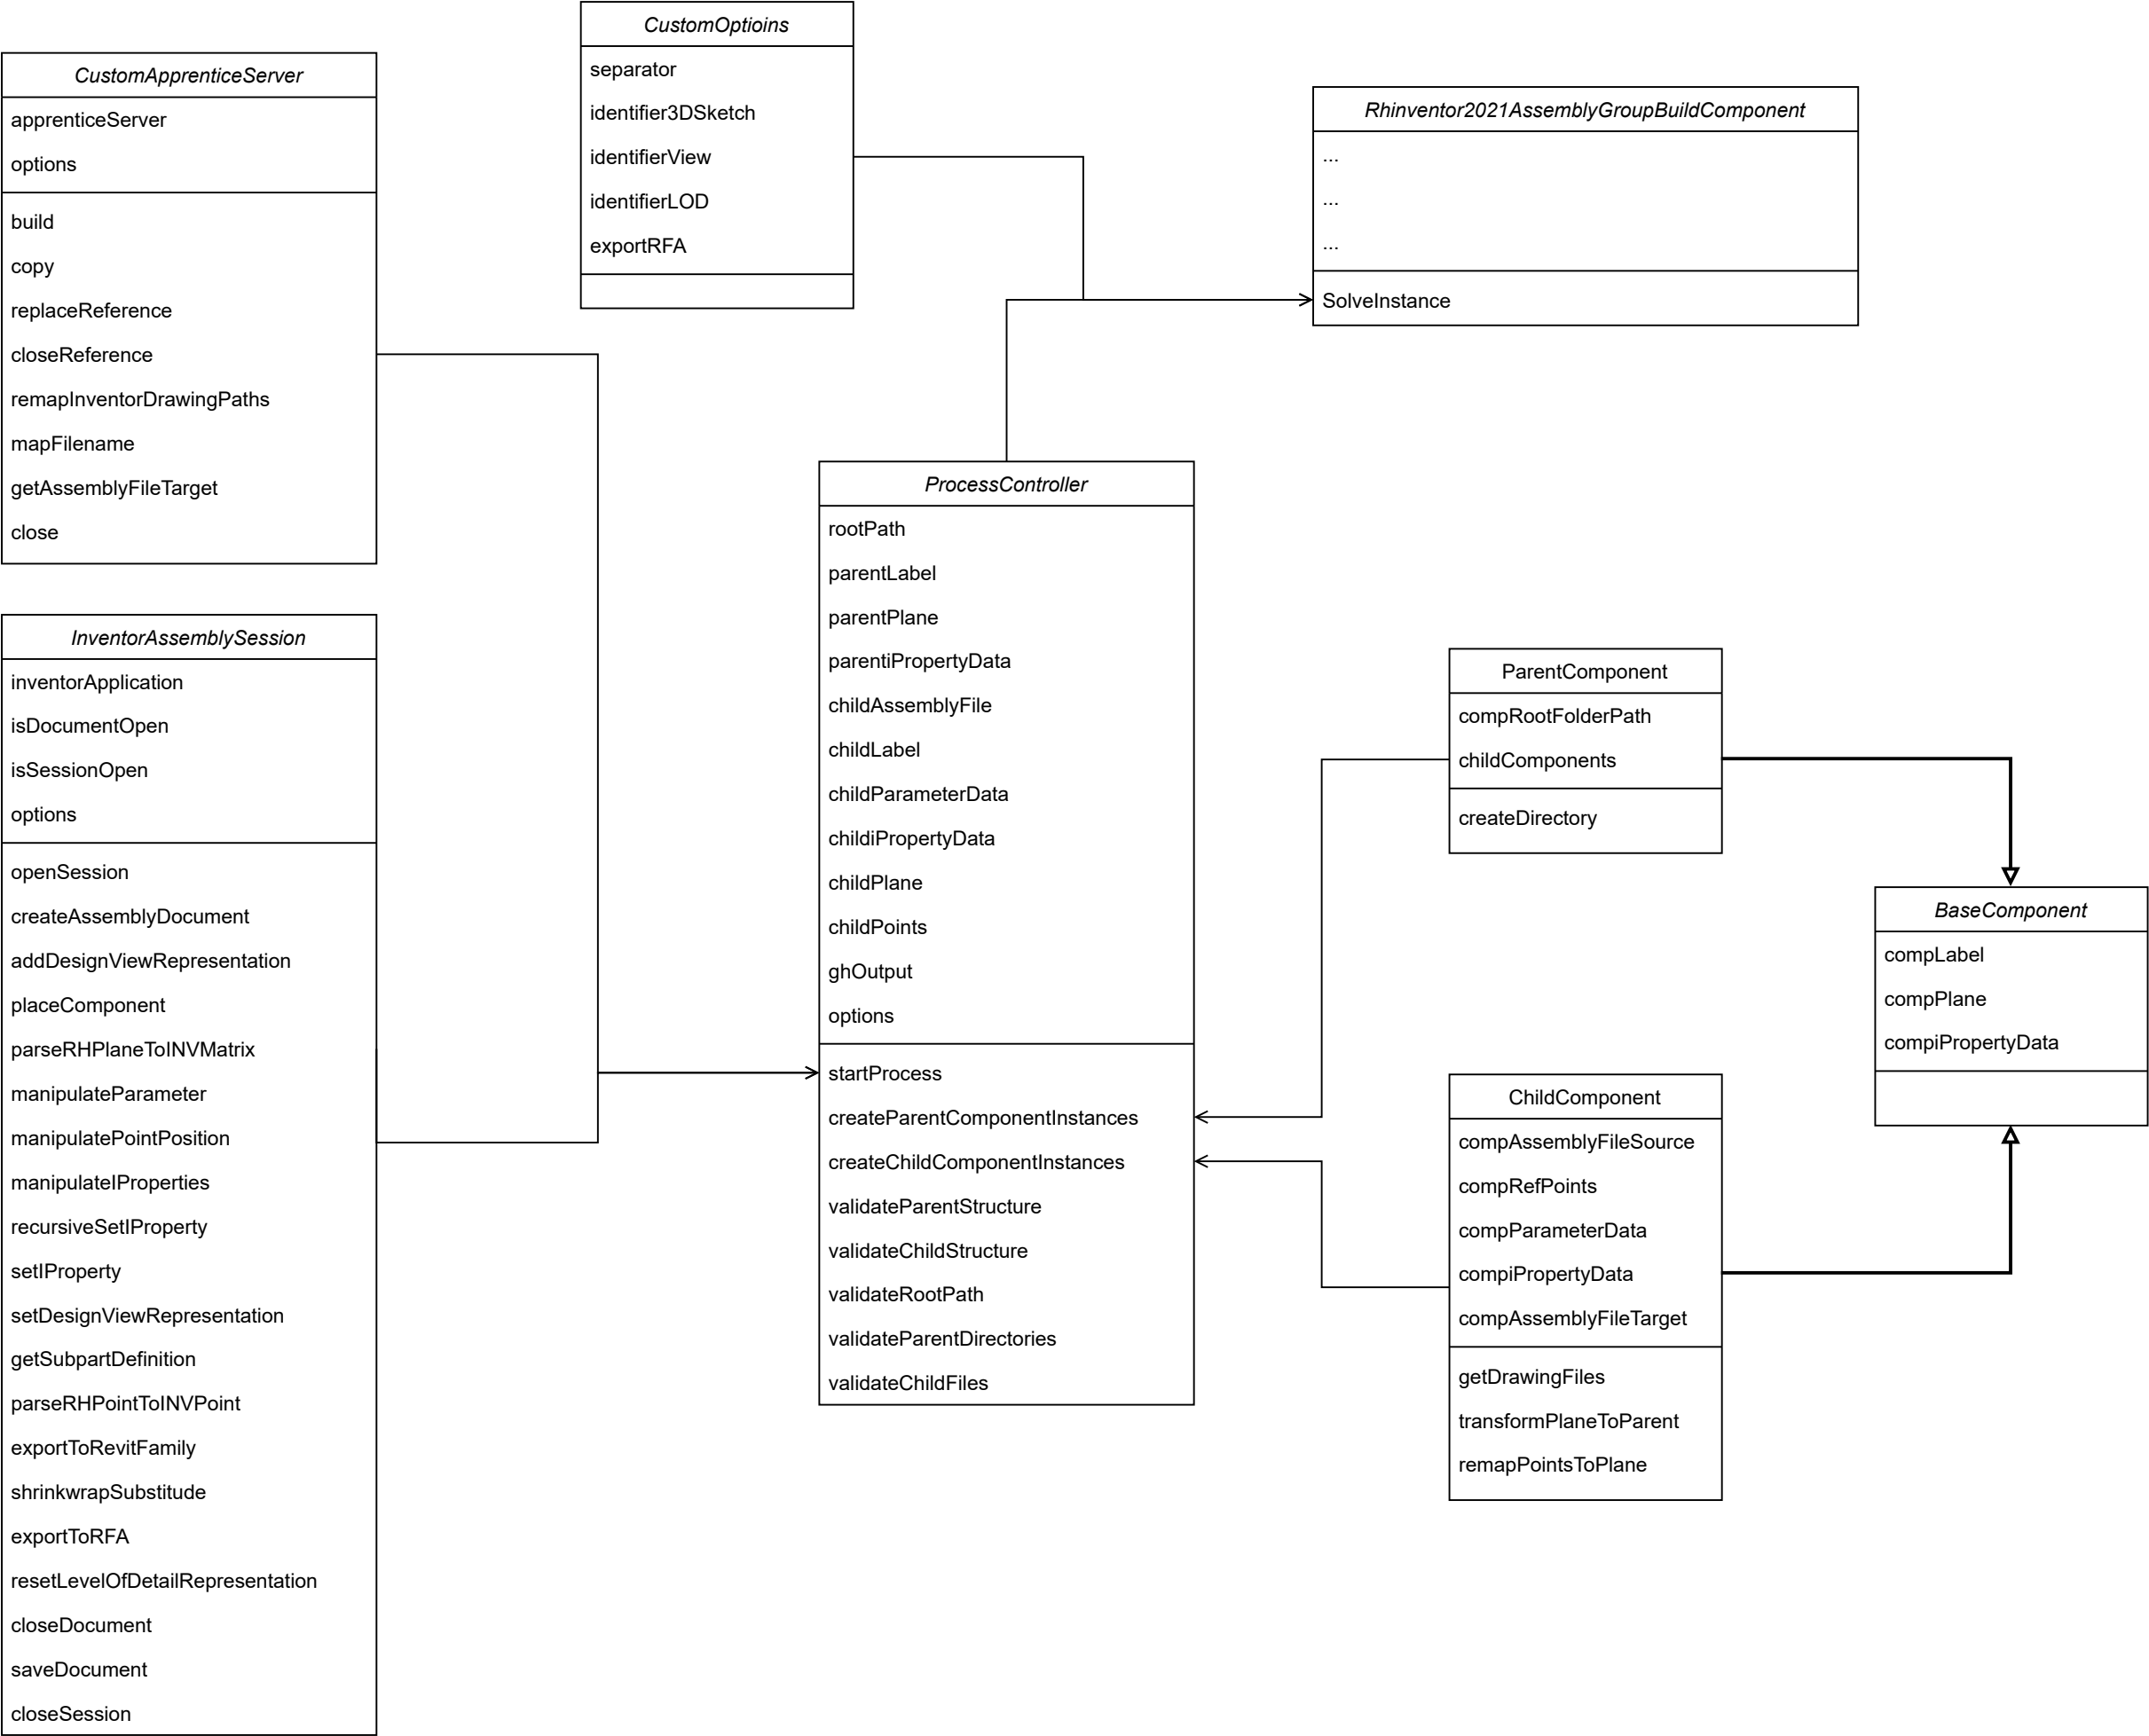 CustomOptioins
separator
identifier3DSketch
identifierView
identifierLOD
exportRFA
CustomApprenticeServer
apprenticeServer
options
build
copy
replaceReference
closeReference
remapInventorDrawingPaths
mapFilename
getAssemblyFileTarget
close
Rhinventor2021AssemblyGroupBuildComponent
...
...
...
SolveInstance
InventorAssemblySession
inventorApplication
isDocumentOpen
isSessionOpen
options
openSession
createAssemblyDocument
addDesignViewRepresentation
placeComponent
parseRHPlaneToINVMatrix
manipulateParameter
manipulatePointPosition
manipulateIProperties
recursiveSetIProperty
setIProperty
setDesignViewRepresentation
getSubpartDefinition
parseRHPointToINVPoint
exportToRevitFamily
shrinkwrapSubstitude
exportToRFA
resetLevelOfDetailRepresentation
closeDocument
saveDocument
closeSession
ProcessController
rootPath
parentLabel
parentPlane
parentiPropertyData
childAssemblyFile
childLabel
childParameterData
childiPropertyData
childPlane
childPoints
ghOutput
options
startProcess
createParentComponentInstances
createChildComponentInstances
validateParentStructure
validateChildStructure
validateRootPath
validateParentDirectories
validateChildFiles
ParentComponent
compRootFolderPath
childComponents
createDirectory
BaseComponent
compLabel
compPlane
compiPropertyData
ChildComponent
compAssemblyFileSource
compRefPoints
compParameterData
compiPropertyData
compAssemblyFileTarget
getDrawingFiles
transformPlaneToParent
remapPointsToPlane